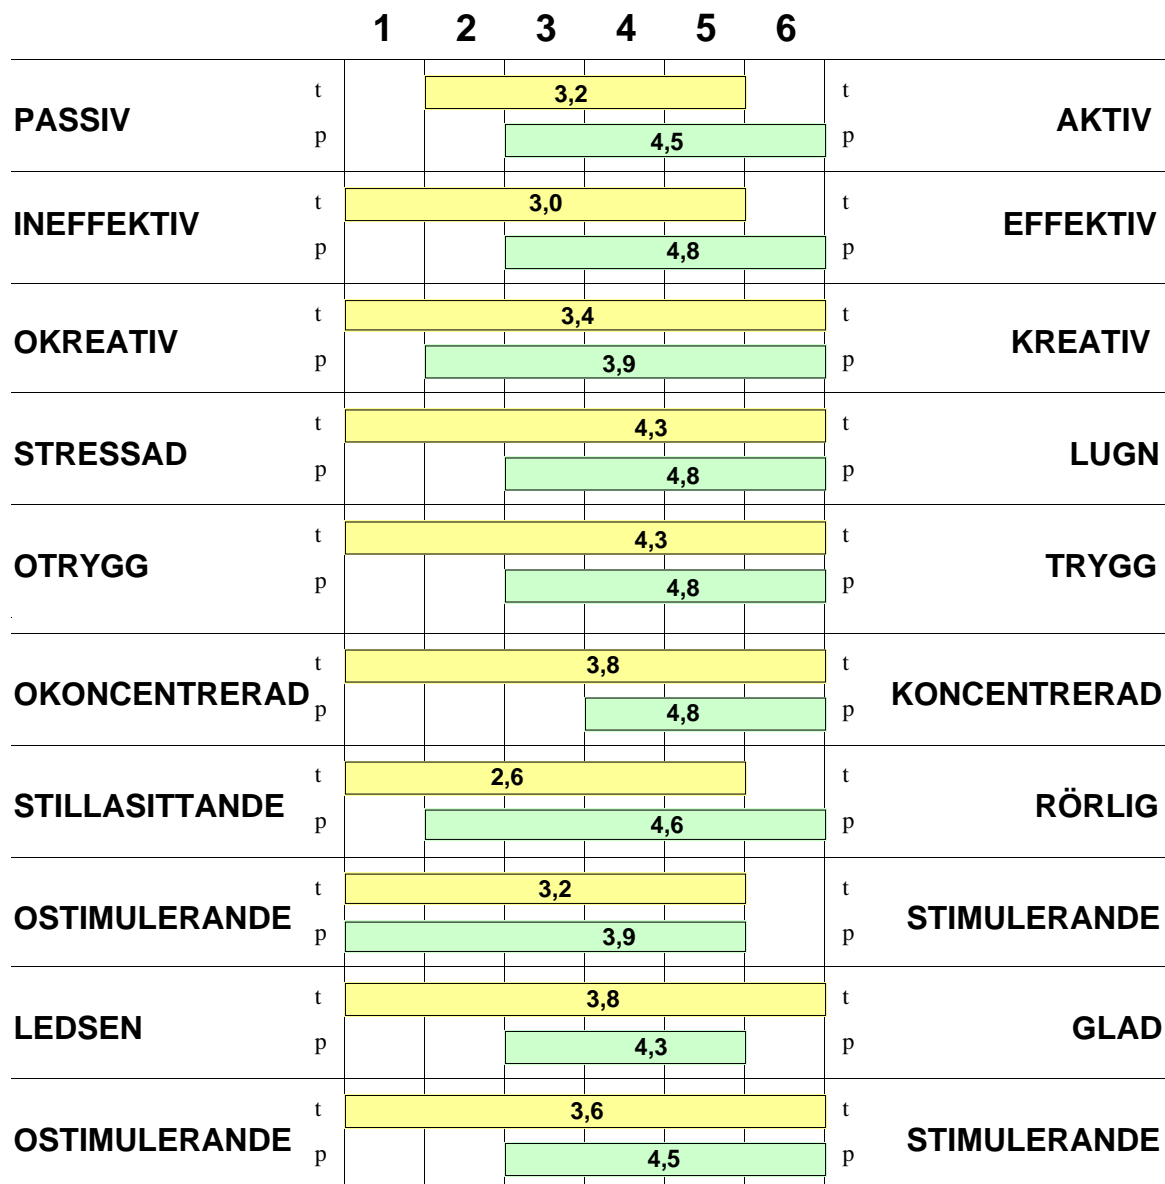 1 2 3 4 5 6
t 3,2 t
PASSIV AKTIV
p 4,5 p
t 3,0 t
INEFFEKTIV EFFEKTIV
p 4,8 p
t 3,4 t
OKREATIV KREATIV
p 3,9 p
t 4,3 t
STRESSAD LUGN
p 4,8 p
t 4,3 t
OTRYGG TRYGG
p 4,8 p
t 3,8 t
OKONCENTRERAD KONCENTRERAD
p 4,8 p
t 2,6 t
STILLASITTANDE RÖRLIG
p 4,6 p
t 3,2 t
OSTIMULERANDE STIMULERANDE
p 3,9 p
t 3,8 t
LEDSEN GLAD
p 4,3 p
t 3,6 t
OSTIMULERANDE STIMULERANDE
p 4,5 p